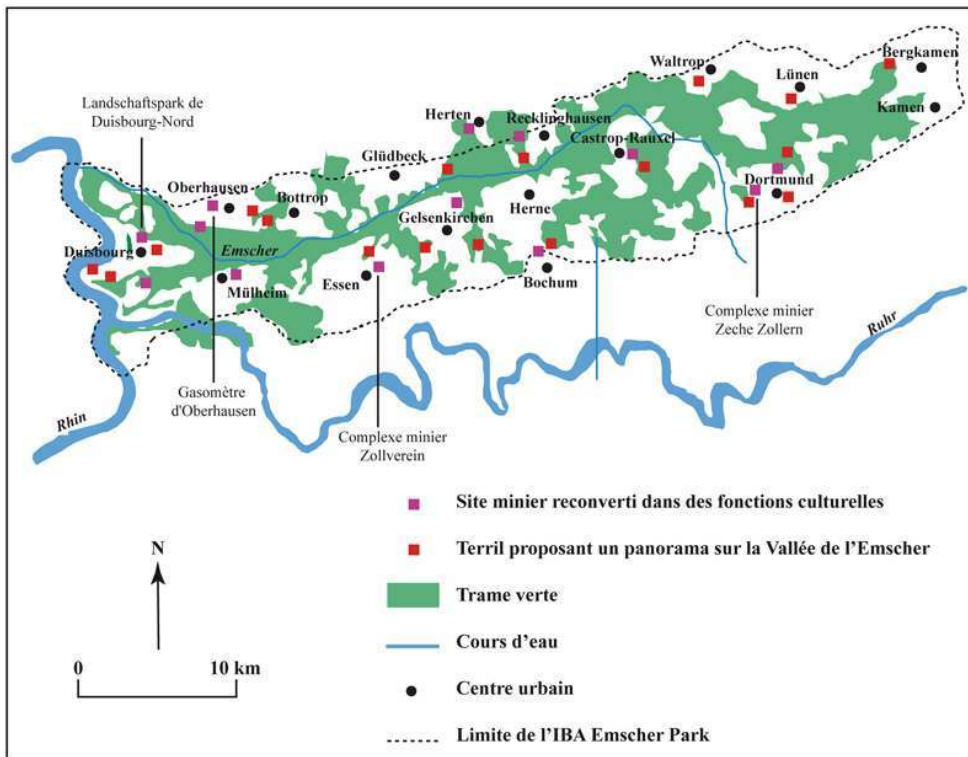 Waltrop
Bergkamen
Lünen
Landschaftspark de
Duisbourg-Nord
Herten
Recklinghausen
Kamen
Castrop-Rauxel
Glüdbeck
Oberhausen
Bottrop
Dortmund
Herne
Gelsenkirchen
Emscher
Duisbourg
Mülheim
Essen
Bochum
Complexe minier
Zeche Zollern
Ruhr
Gasomètre
d'Oberhausen
Rhin
Complexe minier
Zollverein
Site minier reconverti dans des fonctions culturelles
Terril proposant un panorama sur la Vallée de l'Emscher
N
Trame verte
Cours d'eau
0 10 km
Centre urbain
Limite de l'IBA Emscher Park